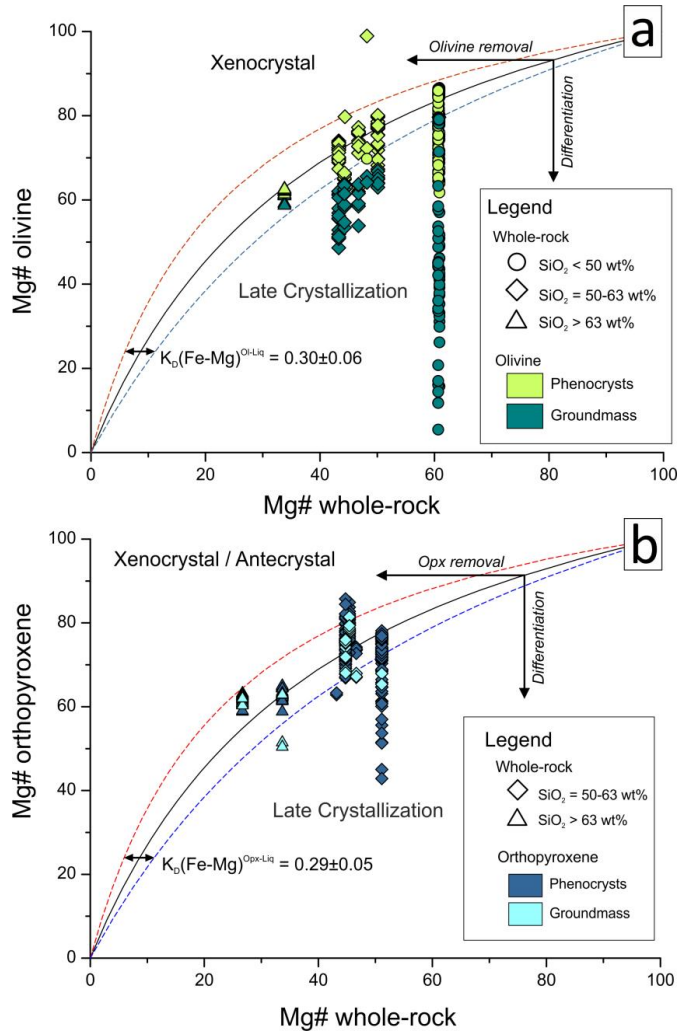 a
Xenocrystal
Olivine removal
Differentiation
Late Crystallization
K_D(Fe-Mg)^Ol-Liq = 0.30±0.06
Legend
Whole-rock
SiO₂ < 50 wt%
SiO₂ = 50-63 wt%
SiO₂ > 63 wt%
Olivine
Phenocrysts
Groundmass
Mg# olivine
100
80
60
40
20
0
0 20 40 60 80 100
Mg# whole-rock
b
Xenocrystal / Antecrystal
Opx removal
Differentiation
Late Crystallization
K_D(Fe-Mg)^Opx-Liq = 0.29±0.05
Legend
Whole-rock
SiO₂ = 50-63 wt%
SiO₂ > 63 wt%
Orthopyroxene
Phenocrysts
Groundmass
Mg# orthopyroxene
100
80
60
40
20
0
0 20 40 60 80 100
Mg# whole-rock